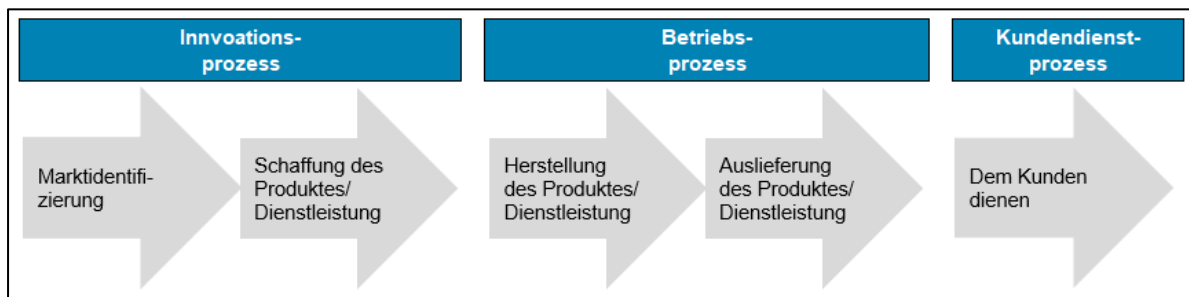 Innvoations-
prozess
Betriebs-
prozess
Kundendienst-
prozess
Marktidentifi-
zierung
Schaffung des
Produktes/
Dienstleistung
Herstellung
des Produktes/
Dienstleistung
Auslieferung
des Produktes/
Dienstleistung
Dem Kunden
dienen